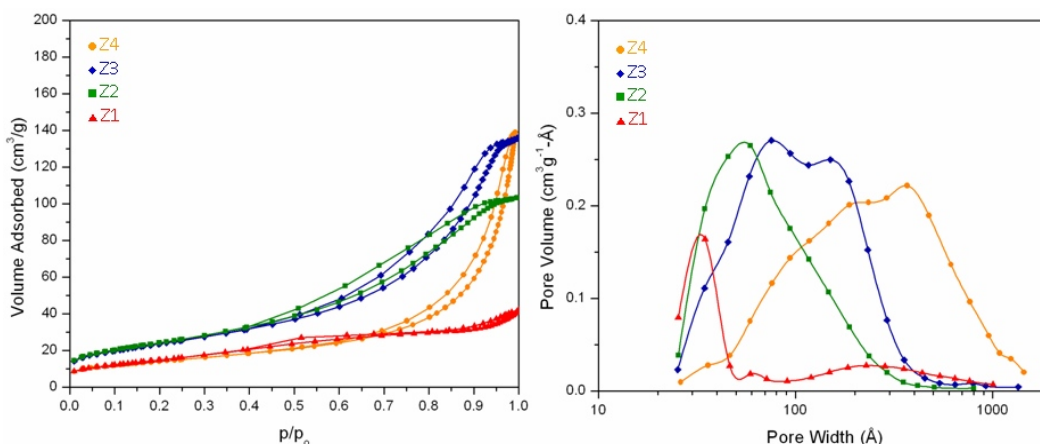 200
180
160
140
120
100
80
60
40
20
0
Volume Adsorbed (cm³/g)
Z4
Z3
Z2
Z1
0.0 0.1 0.2 0.3 0.4 0.5 0.6 0.7 0.8 0.9 1.0
p/pₒ
0.4
0.3
0.2
0.1
0.0
Pore Volume (cm³g⁻¹-Å)
Z4
Z3
Z2
Z1
10 100 1000
Pore Width (Å)